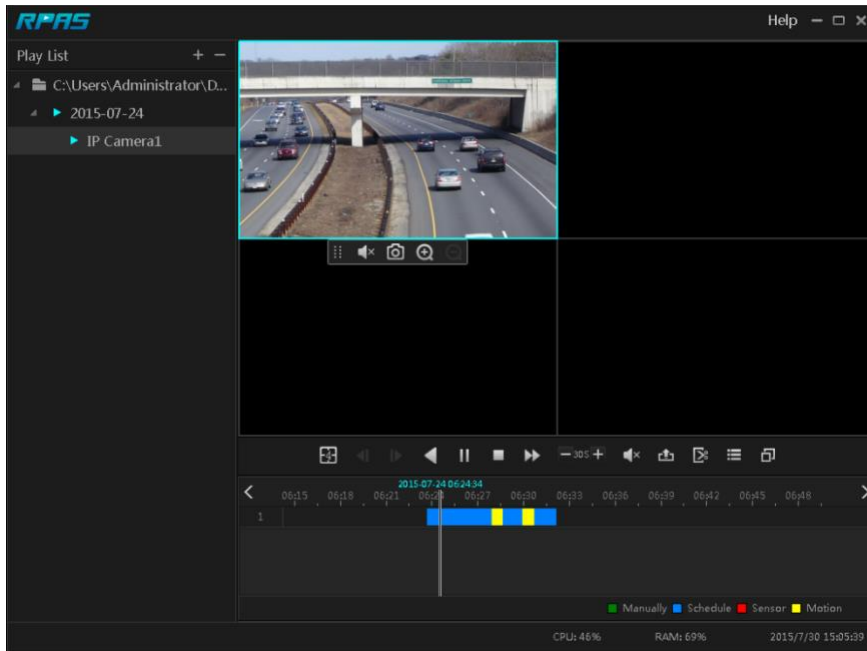 RPAS
Help
Play List
C:\Users\Administrator\D...
2015-07-24
IP Camera1
30S
2015-07-24 06:24:34
06:15 06:18 06:21 06:24 06:27 06:30 06:33 06:36 06:39 06:42 06:45 06:48
1
Manually Schedule Sensor Motion
CPU: 46% RAM: 69% 2015/7/30 15:05:39